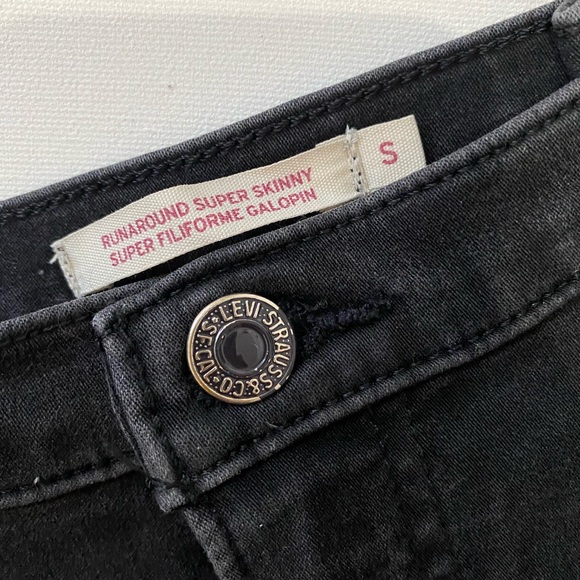 RUNAROUND SUPER SKINNY
SUPER FILIFORME GALOPIN
S
LEVI STRAUSS & CO. S.F. CAL.